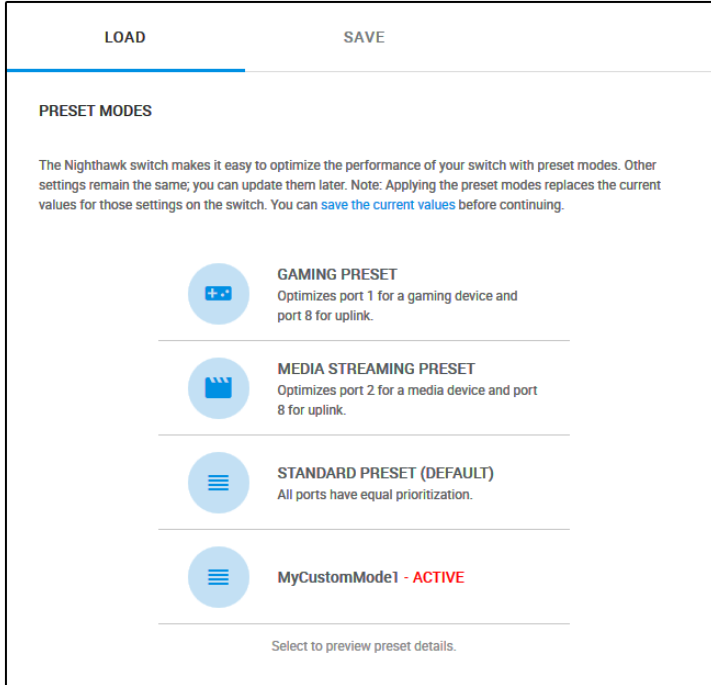 LOAD
SAVE
PRESET MODES
The Nighthawk switch makes it easy to optimize the performance of your switch with preset modes. Other
settings remain the same; you can update them later. Note: Applying the preset modes replaces the current
values for those settings on the switch. You can save the current values before continuing.
GAMING PRESET
Optimizes port 1 for a gaming device and
port 8 for uplink.
MEDIA STREAMING PRESET
Optimizes port 2 for a media device and port
8 for uplink.
STANDARD PRESET (DEFAULT)
All ports have equal prioritization.
MyCustomMode1 - ACTIVE
Select to preview preset details.